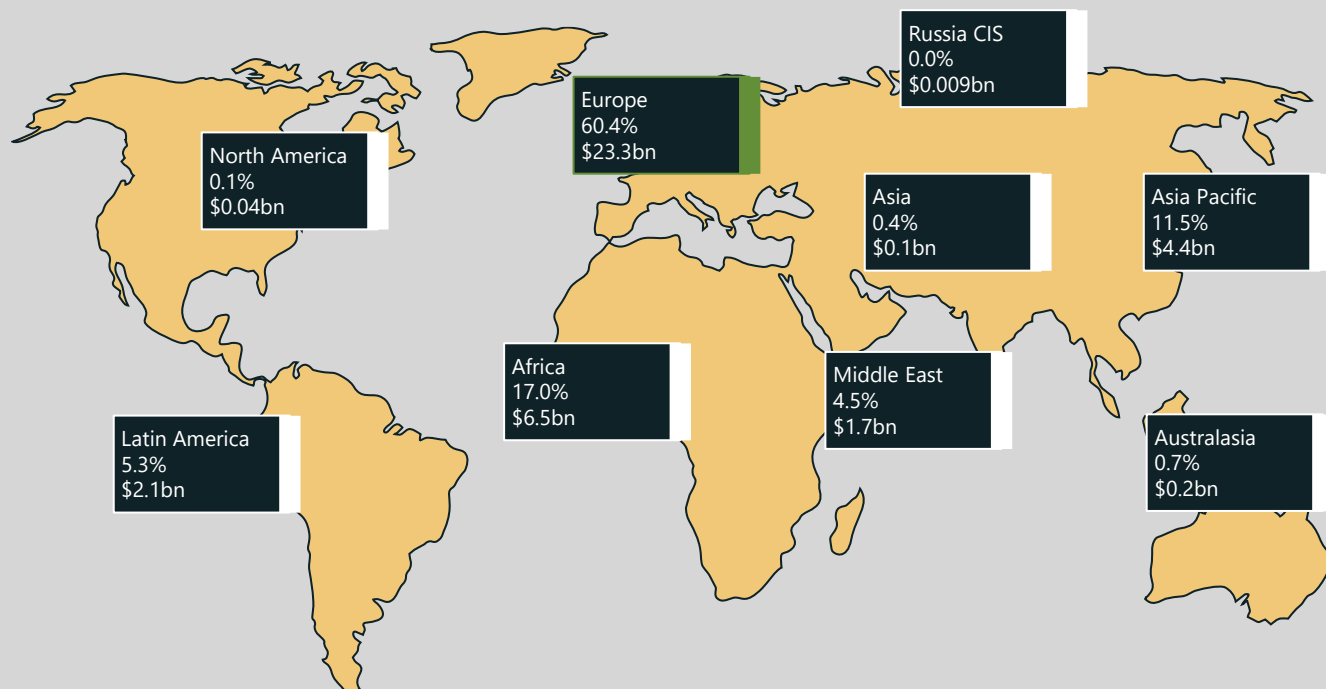 Russia CIS
0.0%
$0.009bn
Europe
60.4%
$23.3bn
North America
0.1%
$0.04bn
Asia
0.4%
$0.1bn
Asia Pacific
11.5%
$4.4bn
Africa
17.0%
$6.5bn
Middle East
4.5%
$1.7bn
Latin America
5.3%
$2.1bn
Australasia
0.7%
$0.2bn